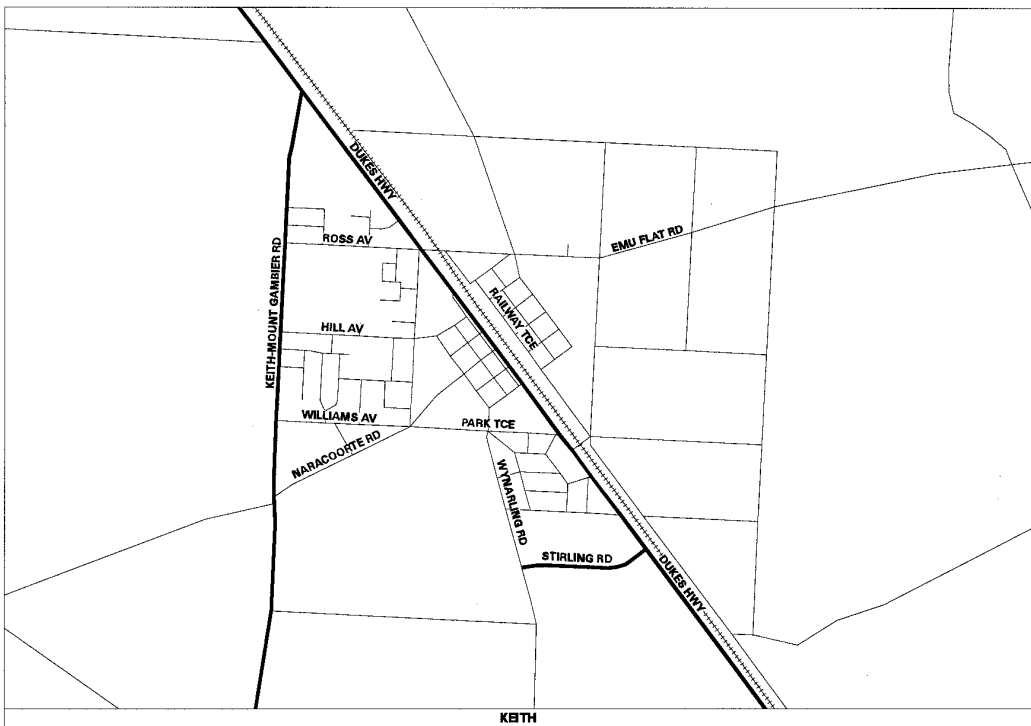 DUKES HWY
ROSS AV
EMU FLAT RD
KEITH-MOUNT GAMBIER RD
RAILWAY TCE
HILL AV
WILLIAMS AV
PARK TCE
NARACOORTE RD
WYNARLING RD
STIRLING RD
DUKES HWY
KEITH